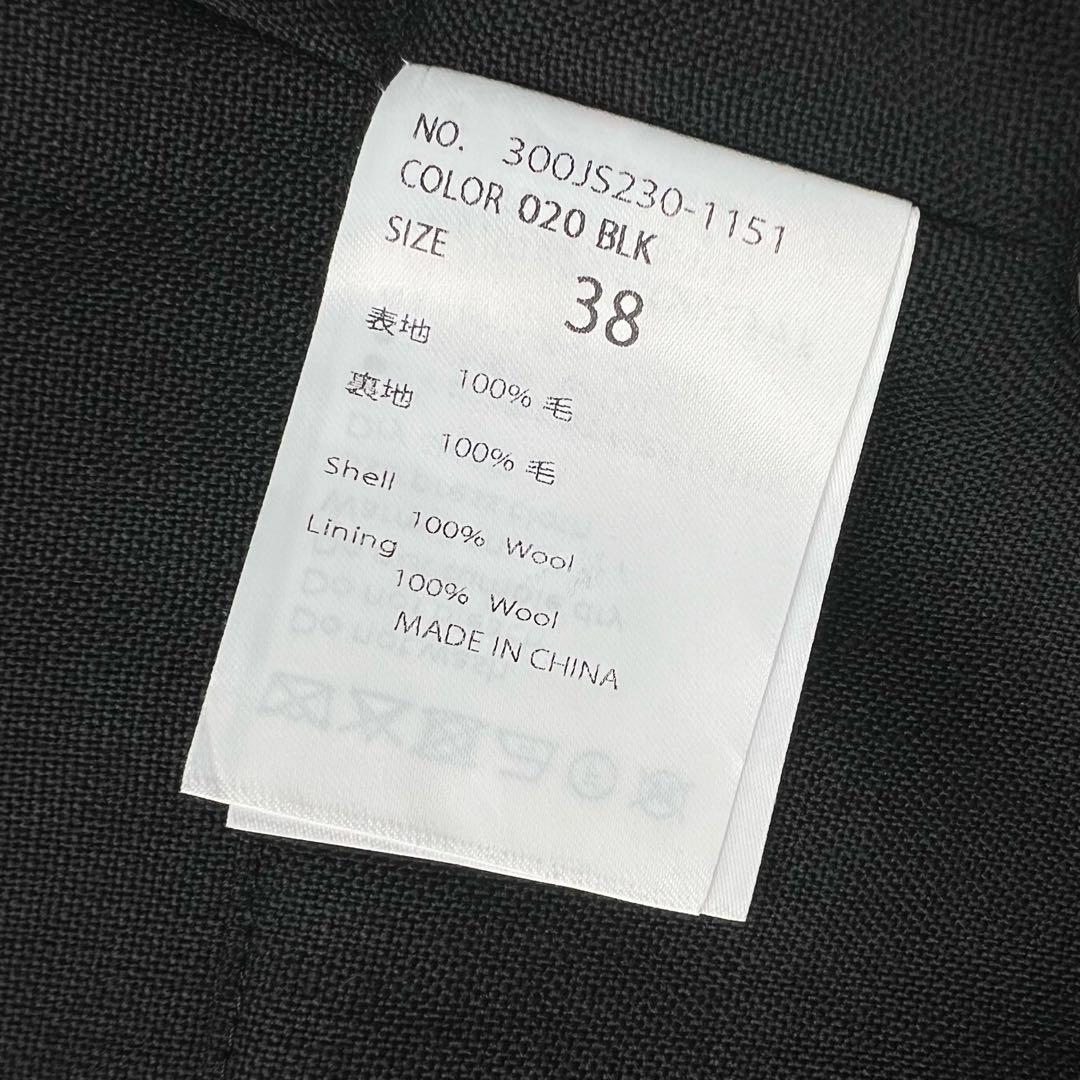 NO. 300JS230-1151
COLOR 020 BLK
SIZE 38
表地
100% 毛
裏地
100% 毛
Shell
100% Wool
Lining
100% Wool
MADE IN CHINA